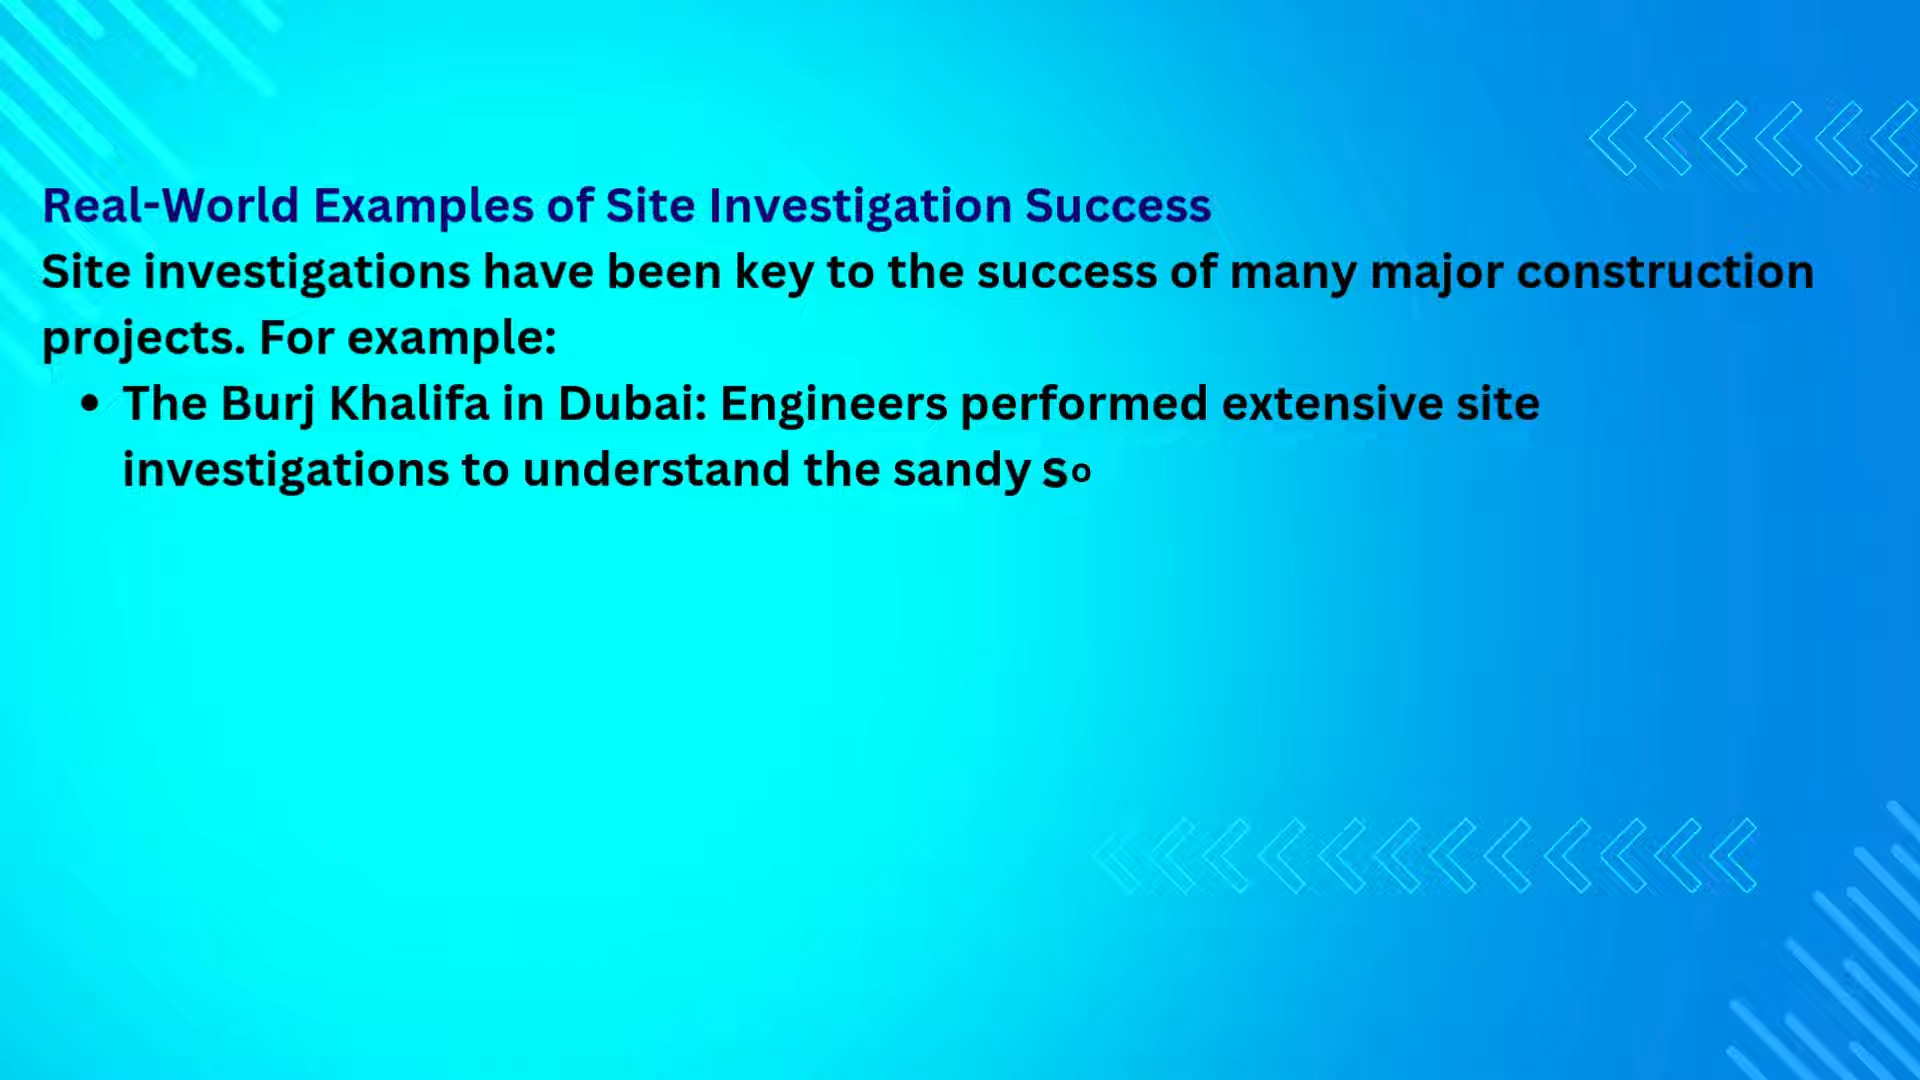 Real-World Examples of Site Investigation Success
Site investigations have been key to the success of many major construction
projects. For example:
• The Burj Khalifa in Dubai: Engineers performed extensive site
investigations to understand the sandy so